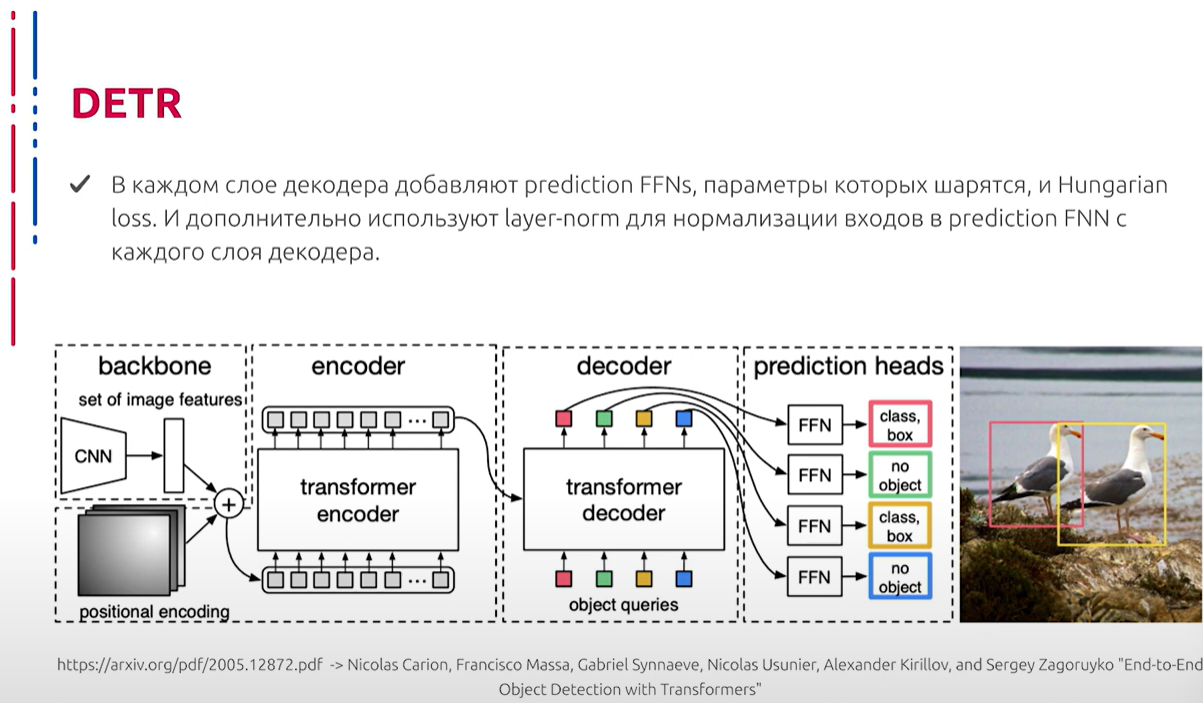 DETR
В каждом слое декодера добавляют prediction FFNs, параметры которых шарятся, и Hungarian
loss. И дополнительно используют layer-norm для нормализации входов в prediction FNN с
каждого слоя декодера.
backbone
set of image features
CNN
+
positional encoding
encoder
...
transformer
encoder
...
decoder
transformer
decoder
object queries
prediction heads
FFN
class,
box
FFN
no
object
FFN
class,
box
FFN
no
object
https://arxiv.org/pdf/2005.12872.pdf -> Nicolas Carion, Francisco Massa, Gabriel Synnaeve, Nicolas Usunier, Alexander Kirillov, and Sergey Zagoruyko "End-to-End
Object Detection with Transformers"